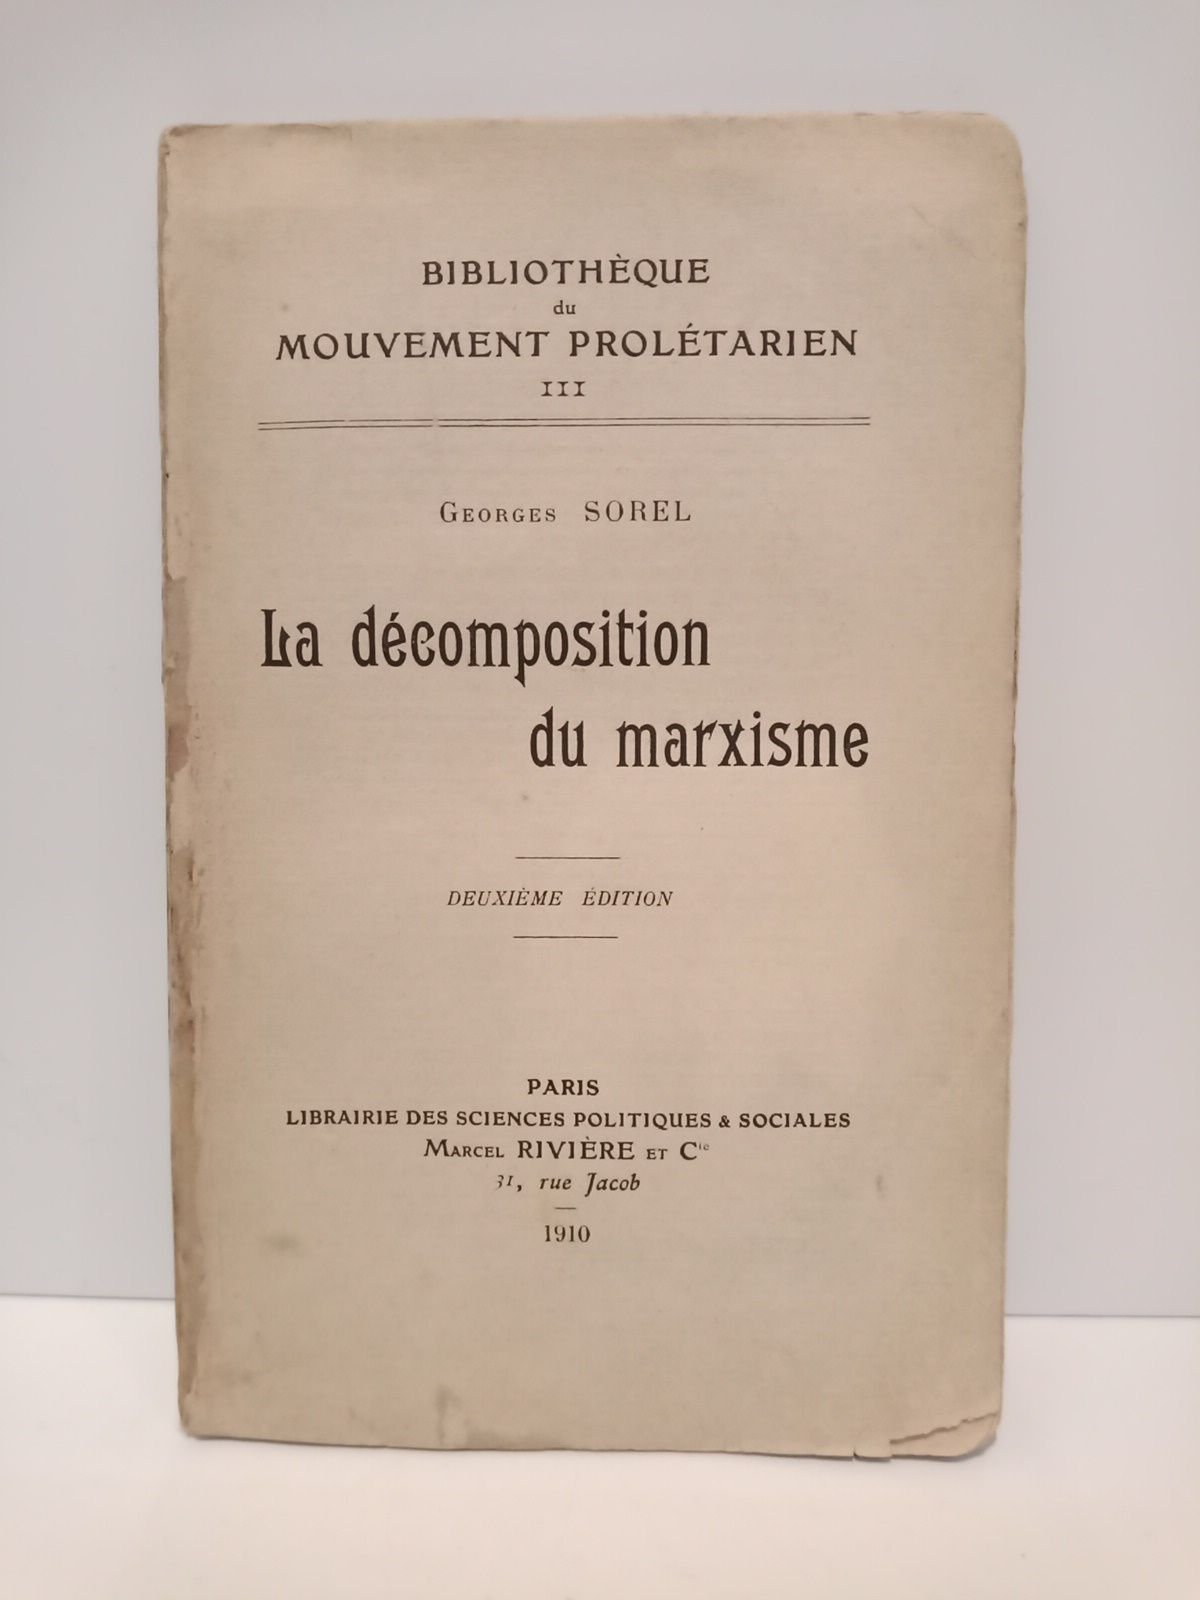 BIBLIOTHÈQUE
du
MOUVEMENT PROLÉTARIEN
III
GEORGES SOREL
La décomposition
du marxisme
DEUXIÈME ÉDITION
PARIS
LIBRAIRIE DES SCIENCES POLITIQUES & SOCIALES
MARCEL RIVIÈRE ET Cie
31, rue Jacob
1910